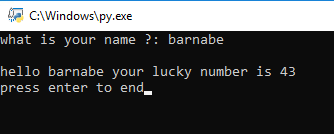 C:\Windows\py.exe
what is your name ?: barnabe
hello barnabe your lucky number is 43
press enter to end